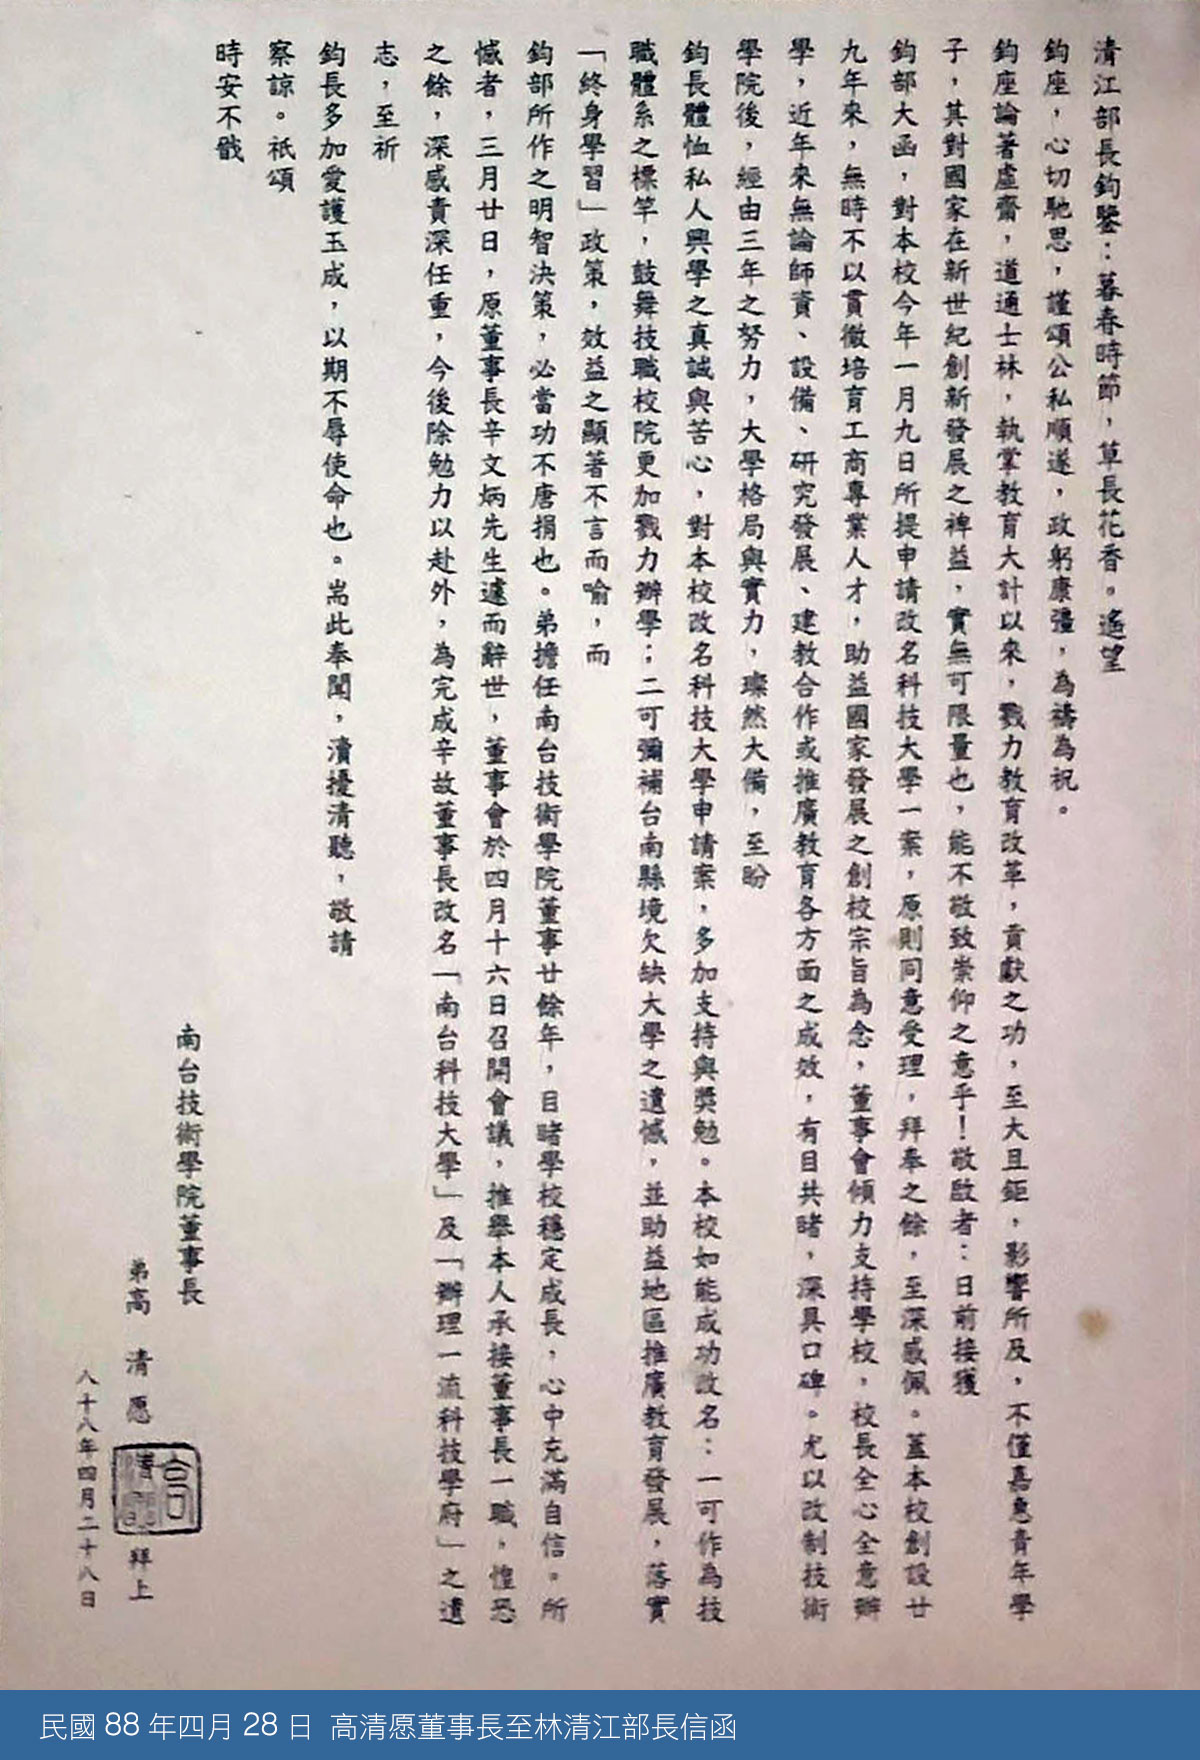 清江部長鈞鑒：暮春時節，草長花香。遙望
鈞座，心切馳思，謹頌公私順遂，政躬康彊，為禱為祝。
鈞座論著盧齋，道通士林，執掌教育大計以來，戮力教育改革，貢獻之功，至大且鉅，影響所及，不僅嘉惠青年學
子，其對國家在新世紀創新發展之裨益，實無可限量也，能不敬致崇仰之意乎！敬啟者：日前接獲
鈞部大函，對本校今年一月九日所提申請改名科技大學一案，原則同意受理，拜奉之餘，至深感佩。蓋本校創設廿
九年來，無時不以貫徹培育工商專業人才，助益國家發展之創校宗旨為念，董事會傾力支持學校，校長全心全意辦
學，近年來無論師資、設備、研究發展、建教合作或推廣教育各方面之成效，有目共睹，深具口碑。尤以改制技術
學院後，經由三年之努力，大學格局與實力，璨然大備，至盼
鈞長體恤私人興學之真誠與苦心，對本校改名科技大學申請案，多加支持與獎勉。本校如能成功改名：一可作為技
職體系之標竿，鼓舞技職校院更加戮力辦學；二可彌補台南縣境欠缺大學之遺憾，並助益地區推廣教育發展，落實
「終身學習」政策，效益之顯著不言而喻，而
鈞部所作之明智決策，必當功不唐捐也。弟擔任南台技術學院董事廿餘年，目睹學校穩定成長，心中充滿自信。所
憾者，三月廿日，原董事長辛文炳先生遽而辭世，董事會於四月十六日召開會議，推舉本人承接董事長一職，惶恐
之餘，深感責深任重，今後除勉力以赴外，為完成辛故董事長改名「南台科技大學」及「辦理一流科技學府」之遺
志，至祈
鈞長多加愛護玉成，以期不辱使命也。耑此奉聞，瀆擾清聽，敬請
察諒。祇頌
時安不戩
南台技術學院董事長
弟高 清 愿 拜上
八十八年四月二十八日
民國 88 年四月 28 日 高清愿董事長至林清江部長信函